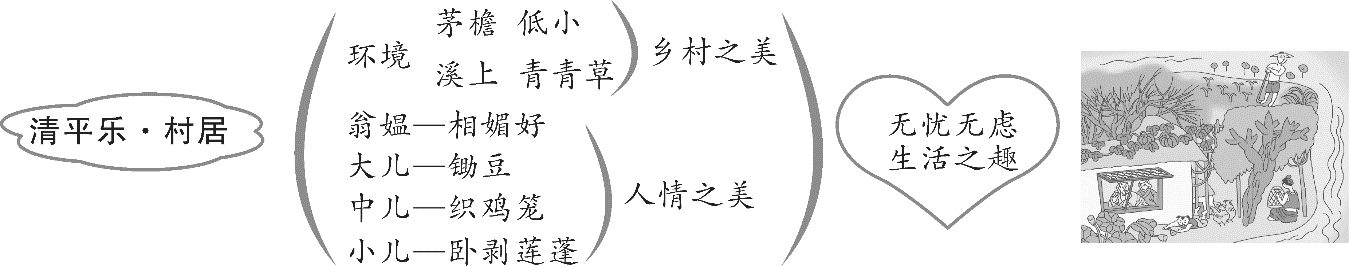 清平乐·村居
环境
茅檐 低小
溪上 青青草
乡村之美
翁媪—相媚好
大儿—锄豆
中儿—织鸡笼
小儿—卧剥莲蓬
人情之美
无忧无虑
生活之趣